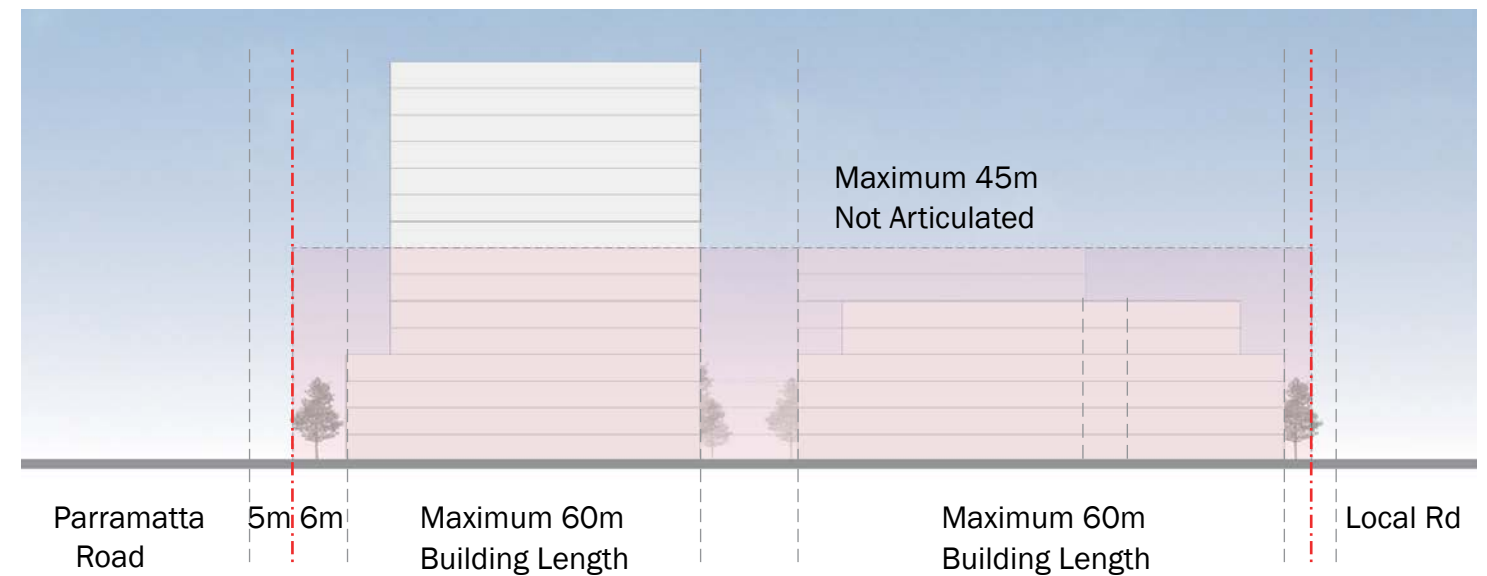 Maximum 45m
Not Articulated
Parramatta
Road
5m 6m
Maximum 60m
Building Length
Maximum 60m
Building Length
Local Rd